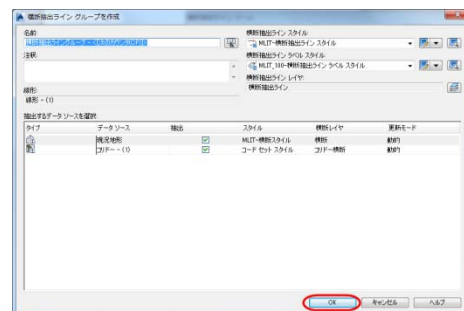 横断抽出ライン グループを作成
名前:
横断抽出ライン スタイル:
MLIT-横断抽出ライン スタイル
注釈:
横断抽出ライン ラベル スタイル:
MLIT_100-横断抽出ライン ラベル スタイル
横断抽出ライン レイヤ:
横断抽出ライン
線形:
線形 - (1)
抽出するデータ ソースを選択:
タイプ データ ソース 抽出 スタイル 横断レイヤ 更新モード
現況地形 MLIT-横断スタイル 横断 動的
コリドー - (1) コード セット スタイル コリドー横断 動的
OK キャンセル ヘルプ